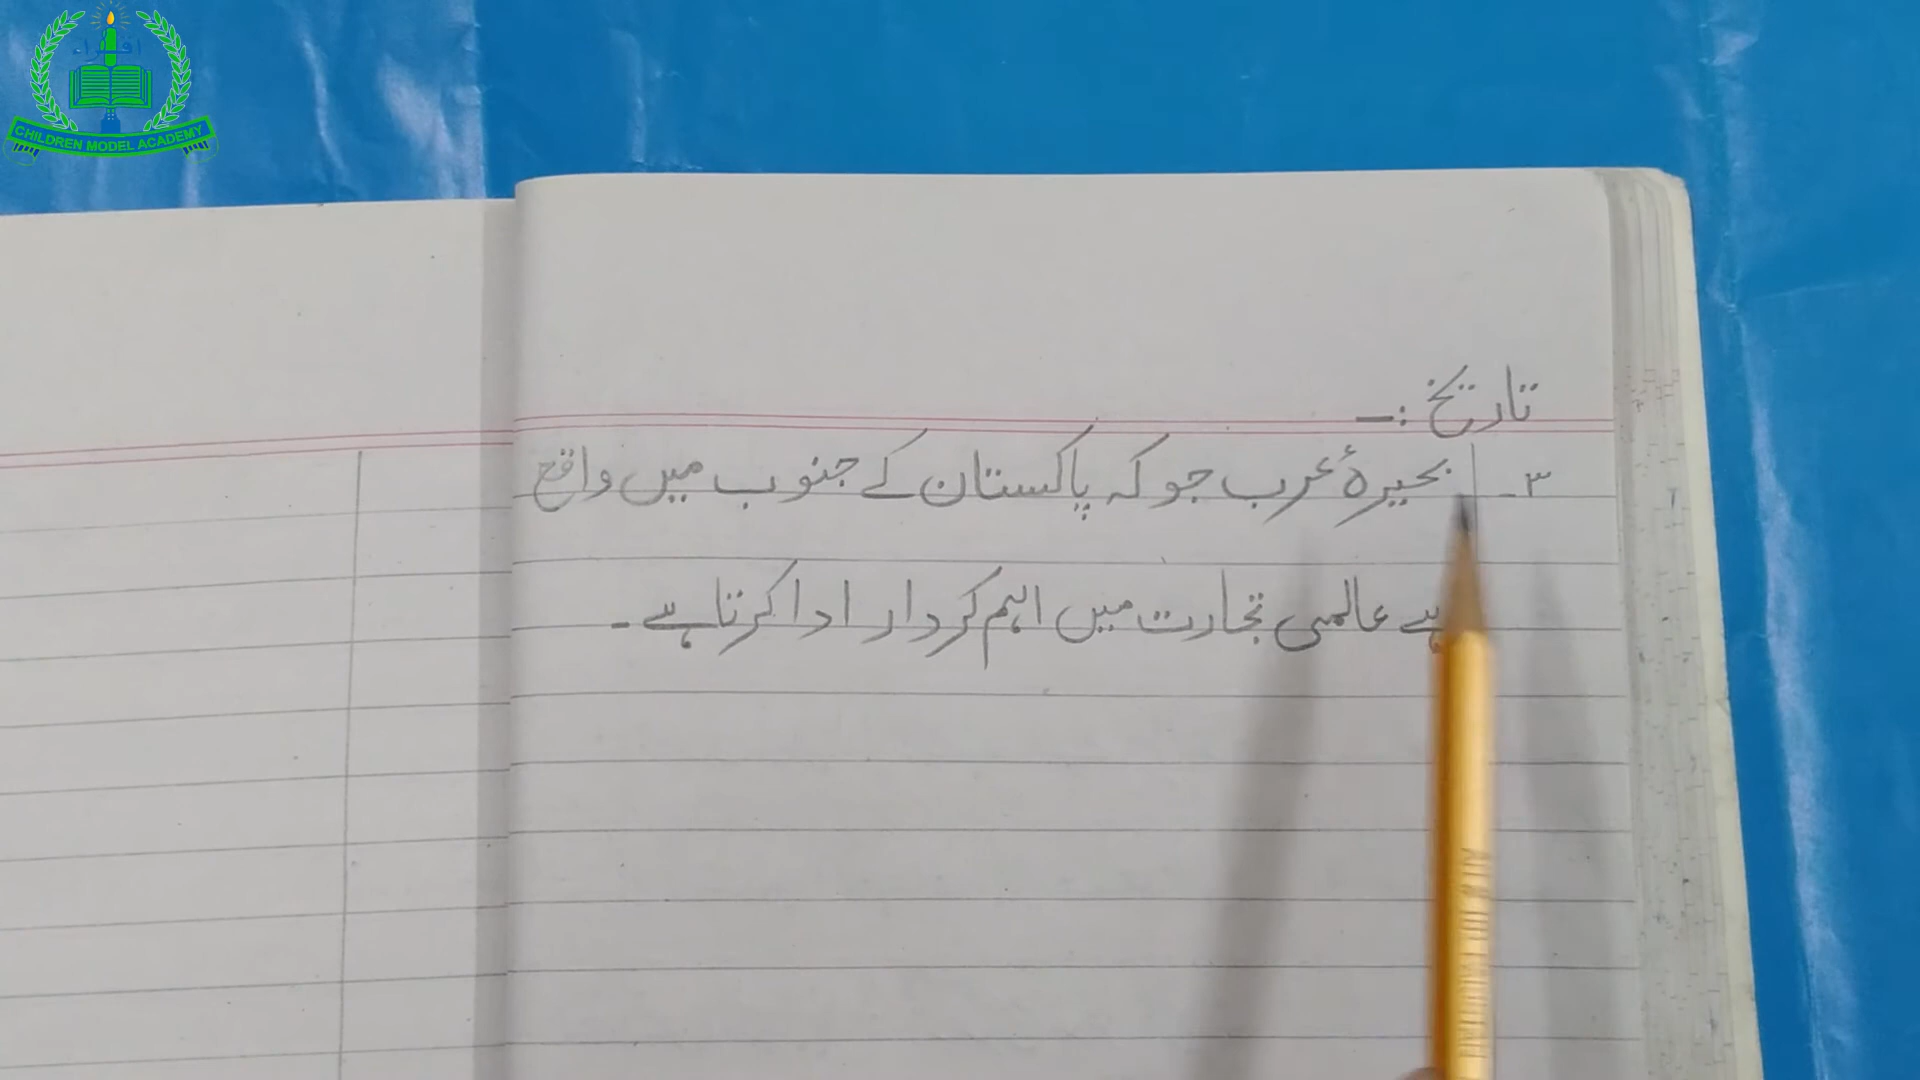 اقراء
CHILDREN MODEL ACADEMY
تاریخ :-
۳- بحیرۂ عرب جو کہ پاکستان کے جنوب میں واقع
ہے عالمی تجارت میں اہم کردار ادا کرتا ہے -